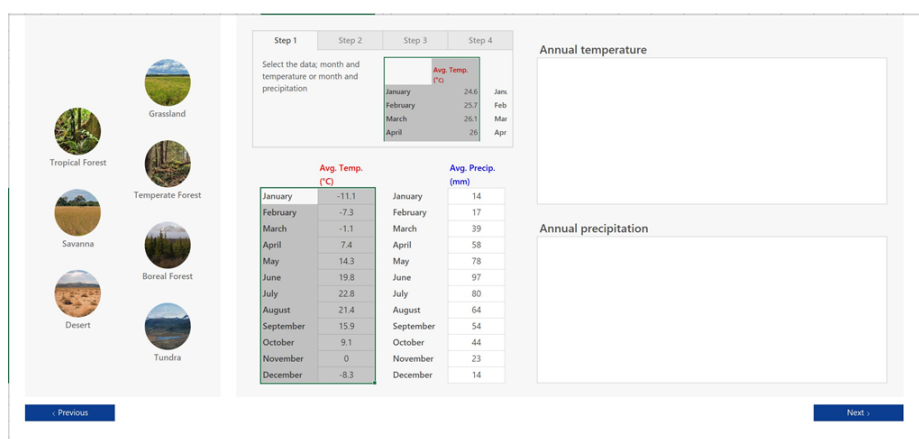 Grassland
Tropical Forest
Temperate Forest
Savanna
Boreal Forest
Desert
Tundra
Step 1 Step 2 Step 3 Step 4
Select the data; month and
temperature or month and
precipitation
Avg. Temp.
(°C)
January 24.6 Janu
February 25.7 Feb
March 26.1 Mar
April 26 Apr
Avg. Temp. Avg. Precip.
(°C) (mm)
January -11.1 January 14
February -7.3 February 17
March -1.1 March 39
April 7.4 April 58
May 14.3 May 78
June 19.8 June 97
July 22.8 July 80
August 21.4 August 64
September 15.9 September 54
October 9.1 October 44
November 0 November 23
December -8.3 December 14
Annual temperature
Annual precipitation
‹ Previous
Next ›